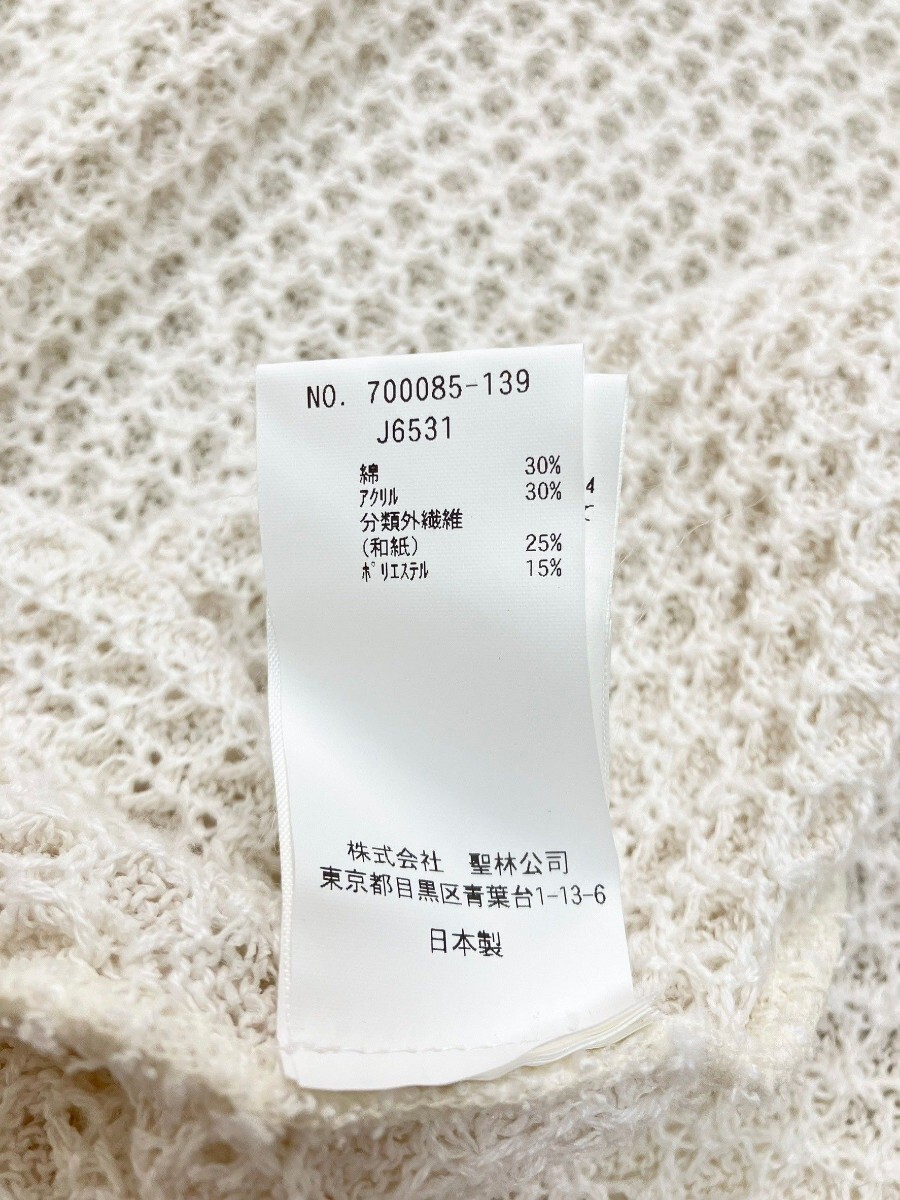 NO. 700085-139
J6531
綿 30%
アクリル 30%
分類外繊維
(和紙) 25%
ポリエステル 15%
株式会社 聖林公司
東京都目黒区青葉台1-13-6
日本製
4
て